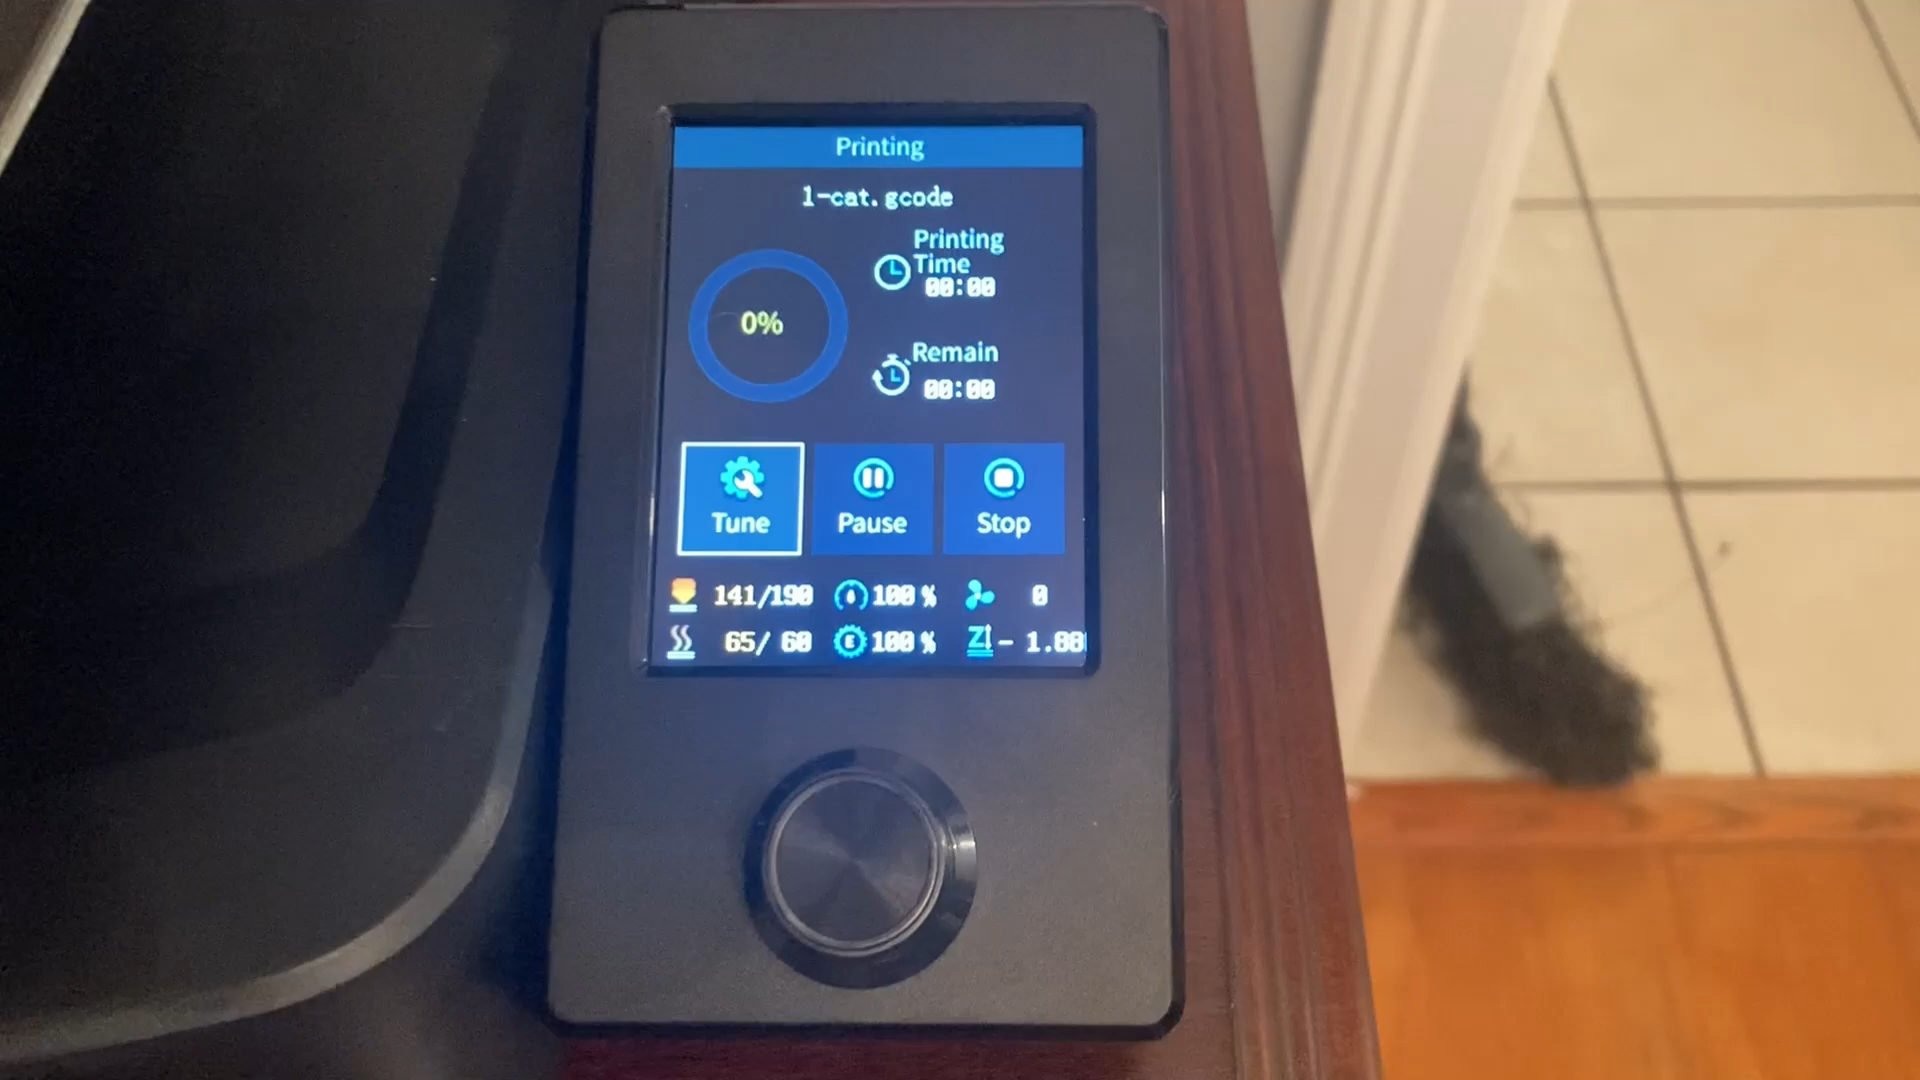 Printing
1-cat.gcode
Printing
Time
00:00
0%
Remain
00:00
Tune
Pause
Stop
141/190
100 %
0
65/ 60
E
100 %
Z
- 1.88